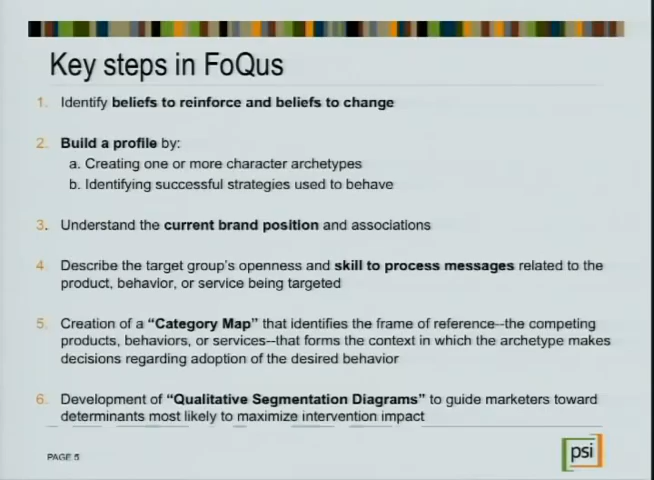 Key steps in FoQus
1. Identify beliefs to reinforce and beliefs to change
2. Build a profile by:
a. Creating one or more character archetypes
b. Identifying successful strategies used to behave
3. Understand the current brand position and associations
4. Describe the target group's openness and skill to process messages related to the
product, behavior, or service being targeted
5. Creation of a “Category Map” that identifies the frame of reference--the competing
products, behaviors, or services--that forms the context in which the archetype makes
decisions regarding adoption of the desired behavior
6. Development of “Qualitative Segmentation Diagrams” to guide marketers toward
determinants most likely to maximize intervention impact
PAGE 5
psi